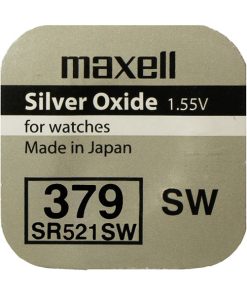 maxell
Silver Oxide 1.55V
for watches
Made in Japan
379 SW
SR521SW